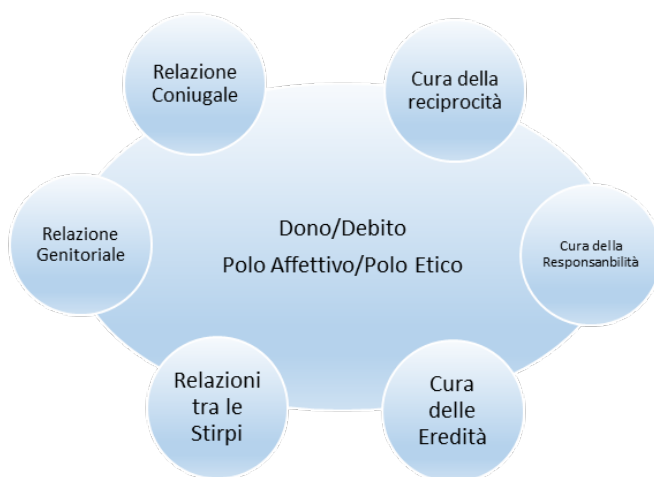 Relazione
Coniugale
Cura della
reciprocità
Relazione
Genitoriale
Dono/Debito
Polo Affettivo/Polo Etico
Cura della
Responsanbilità
Relazioni
tra le
Stirpi
Cura
delle
Eredità